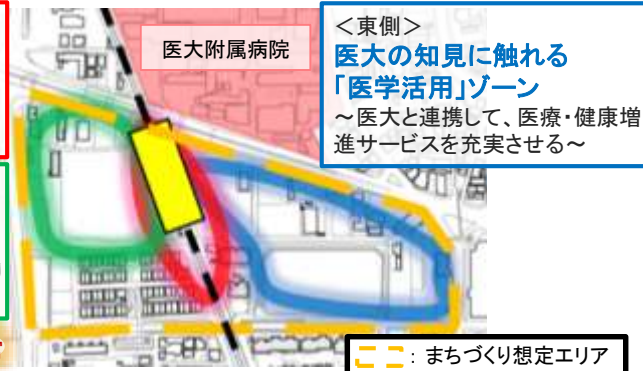 医大附属病院
<東側>
医大の知見に触れる
「医学活用」ゾーン
~医大と連携して、医療・健康増
進サービスを充実させる~
: まちづくり想定エリア